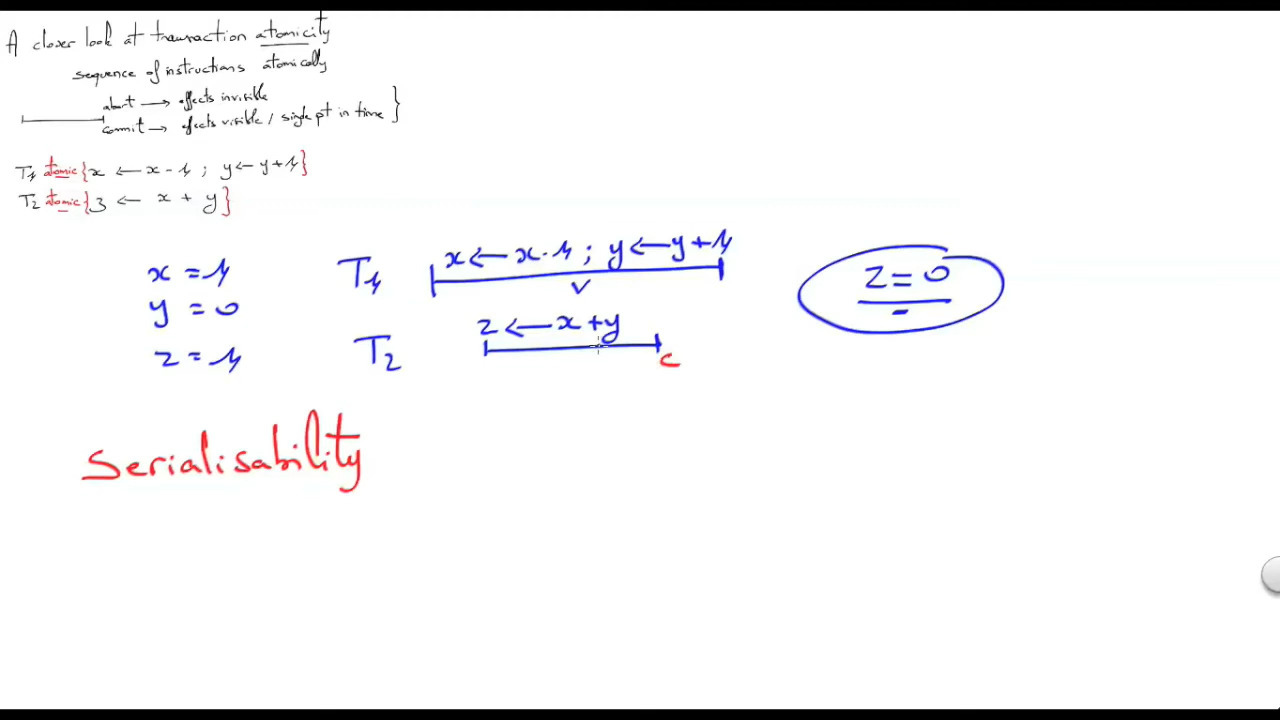 A closer look at transaction atomicity
sequence of instructions atomically
abort → effects invisible
commit → effects visible / single pt in time }
T1 atomic{ x ← x - 1 ; y ← y + 1 }
T2 atomic{ z ← x + y }
x = 1
y = 0
z = 1
T1 x ← x - 1 ; y ← y + 1
T2 z ← x + y
c
z = 0
serialisability